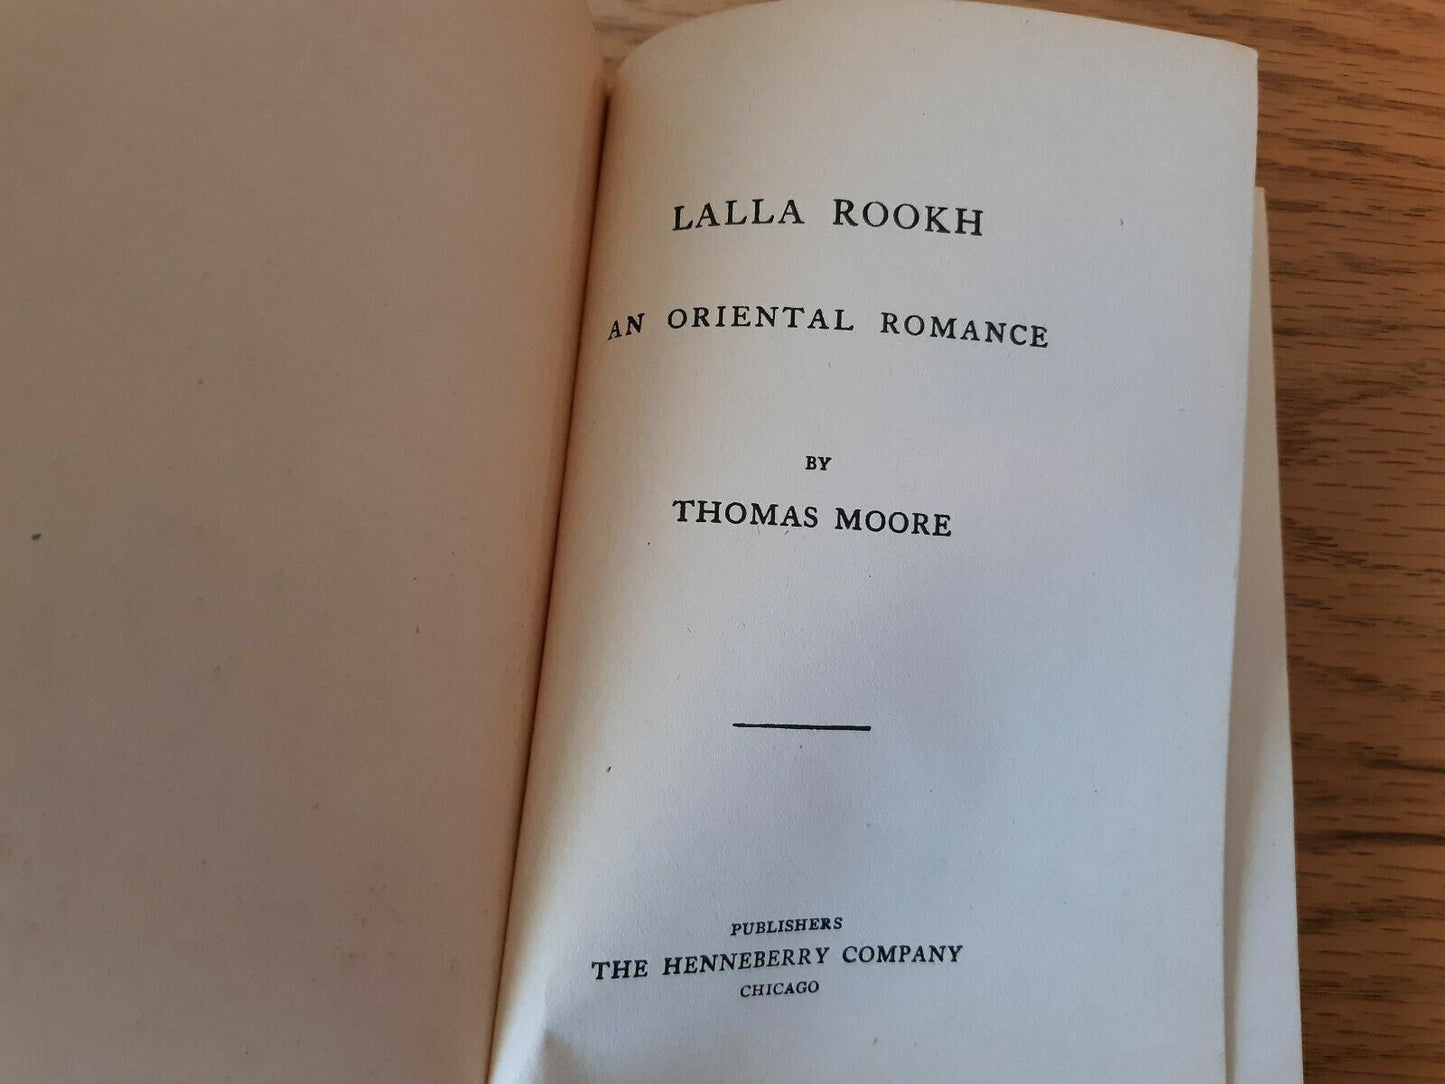 LALLA ROOKH
AN ORIENTAL ROMANCE
BY
THOMAS MOORE
PUBLISHERS
THE HENNEBERRY COMPANY
CHICAGO